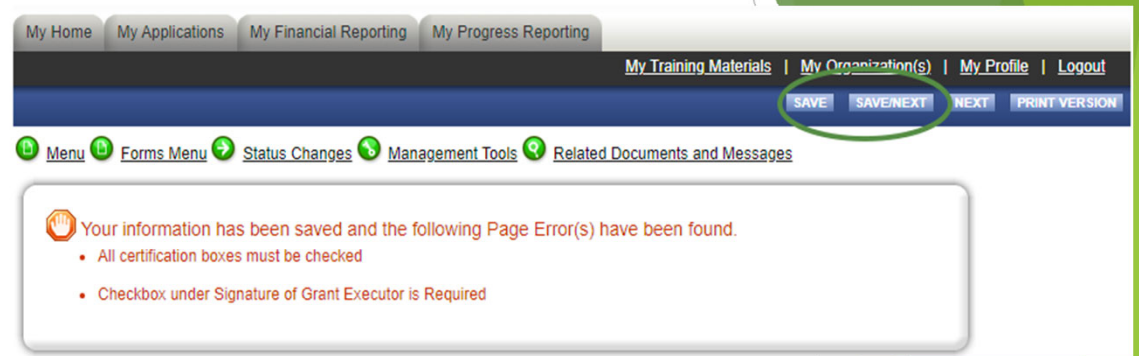 My Home My Applications My Financial Reporting My Progress Reporting
My Training Materials | My Organization(s) | My Profile | Logout
SAVE SAVE/NEXT NEXT PRINT VERSION
Menu Forms Menu Status Changes Management Tools Related Documents and Messages
Your information has been saved and the following Page Error(s) have been found.
• All certification boxes must be checked
• Checkbox under Signature of Grant Executor is Required